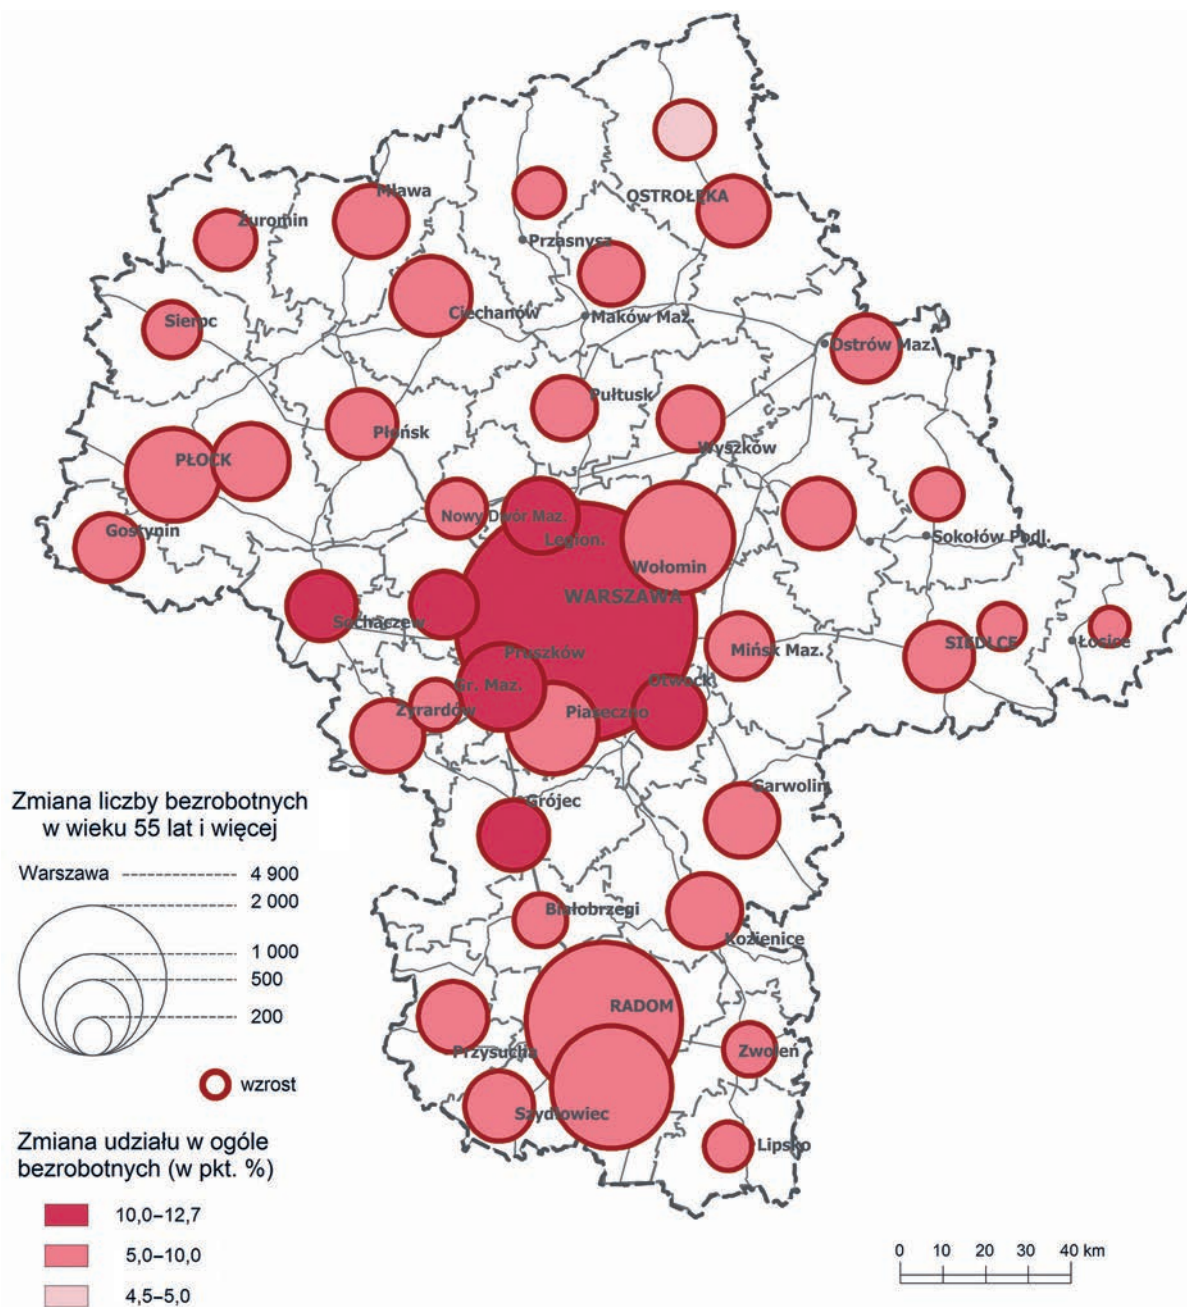 Mława
OSTROŁĘKA
Żuromin
Przasnysz
Ciechanów
Maków Maz.
Sierpc
Ostrów Maz.
Pułtusk
Płońsk
Wyszków
PŁOCK
Nowy Dwór Maz.
Gostynin
Legion.
Sokołów Podl.
Wołomin
WARSZAWA
Sochaczew
SIEDLCE
Łosice
Pruszków
Mińsk Maz.
Gr. Maz.
Otwock
Żyrardów
Piaseczno
Garwolin
Grójec
Białobrzegi
Kozienice
RADOM
Przysucha
Zwoleń
Szydłowiec
Lipsko
Zmiana liczby bezrobotnych
w wieku 55 lat i więcej
Warszawa 4 900
2 000
1 000
500
200
wzrost
Zmiana udziału w ogóle
bezrobotnych (w pkt. %)
10,0–12,7
5,0–10,0
4,5–5,0
0 10 20 30 40 km